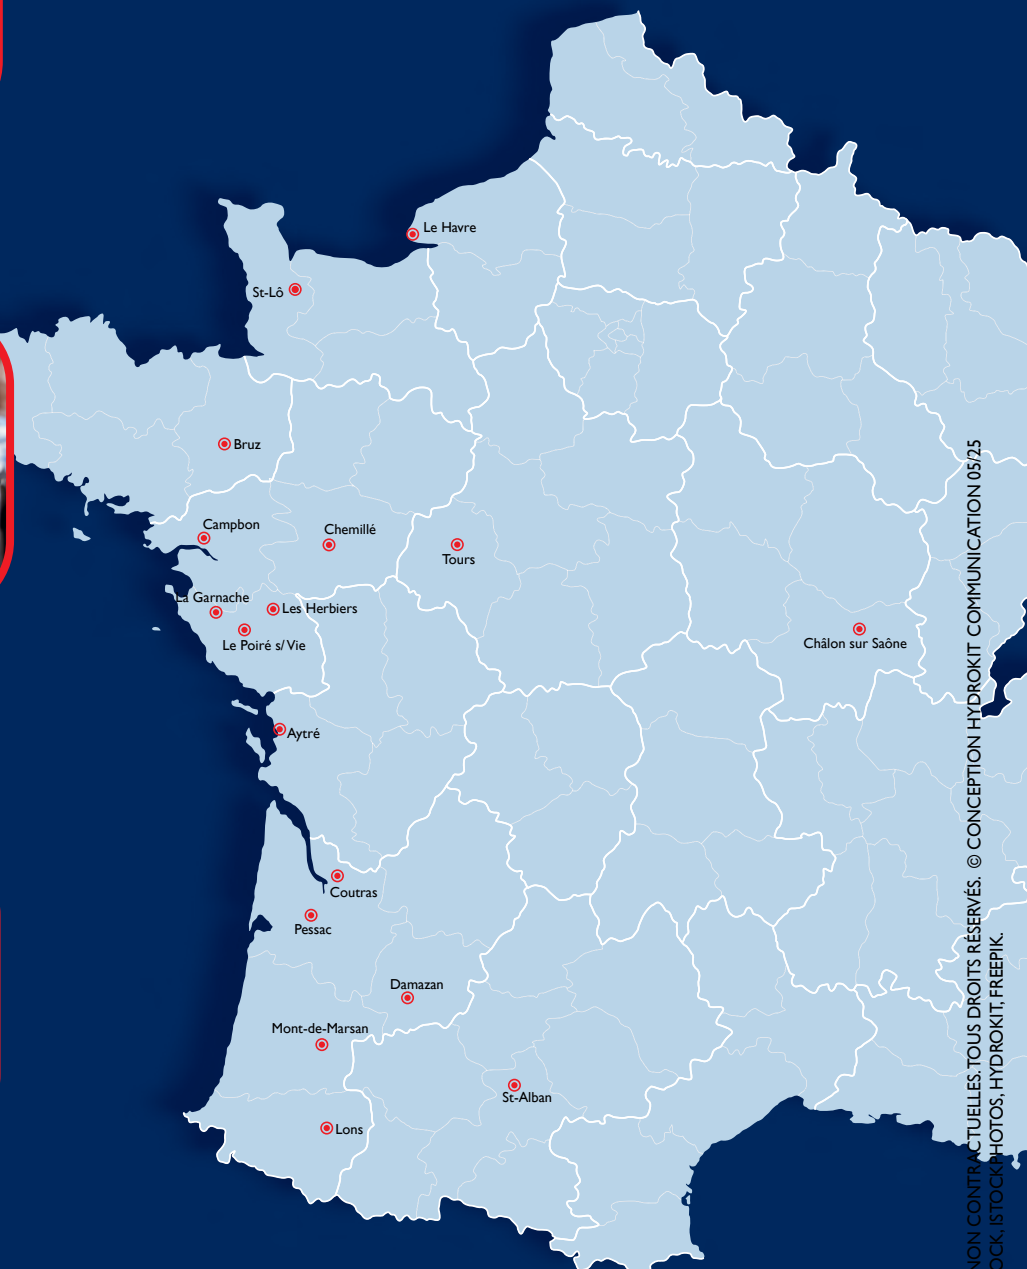 Le Havre
St-Lô
Bruz
Campbon
Chemillé
Tours
La Garnache
Les Herbiers
Le Poiré s/ Vie
Châlon sur Saône
Aytré
Coutras
Pessac
Damazan
Mont-de-Marsan
St-Alban
Lons
NON CONTRACTUELLES. TOUS DROITS RÉSERVÉS. © CONCEPTION HYDROKIT COMMUNICATION 05/25
OCK, ISTOCKPHOTOS, HYDROKIT, FREEPIK.